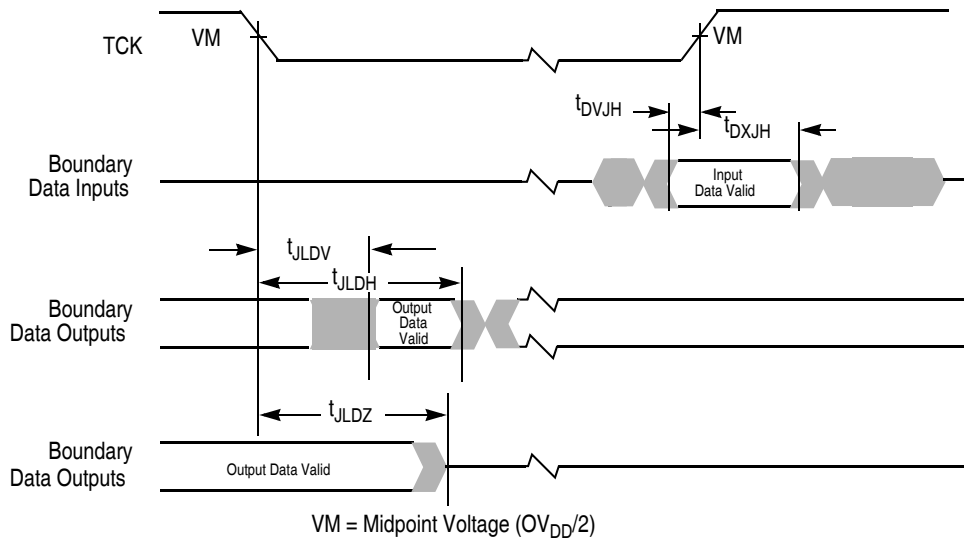 TCK
VM
VM
tDVJH
tDXJH
Boundary
Data Inputs
Input
Data Valid
tJLDV
tJLDH
Boundary
Data Outputs
Output
Data
Valid
tJLDZ
Boundary
Data Outputs
Output Data Valid
VM = Midpoint Voltage (OVDD/2)